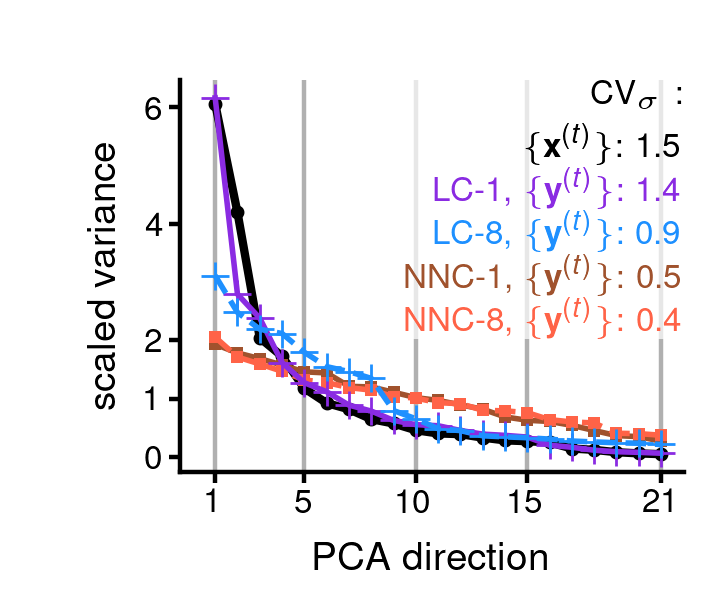 CVσ :
{x(t)}: 1.5
LC-1, {y(t)}: 1.4
LC-8, {y(t)}: 0.9
NNC-1, {y(t)}: 0.5
NNC-8, {y(t)}: 0.4
scaled variance
6
4
2
1
0
1 5 10 15 21
PCA direction